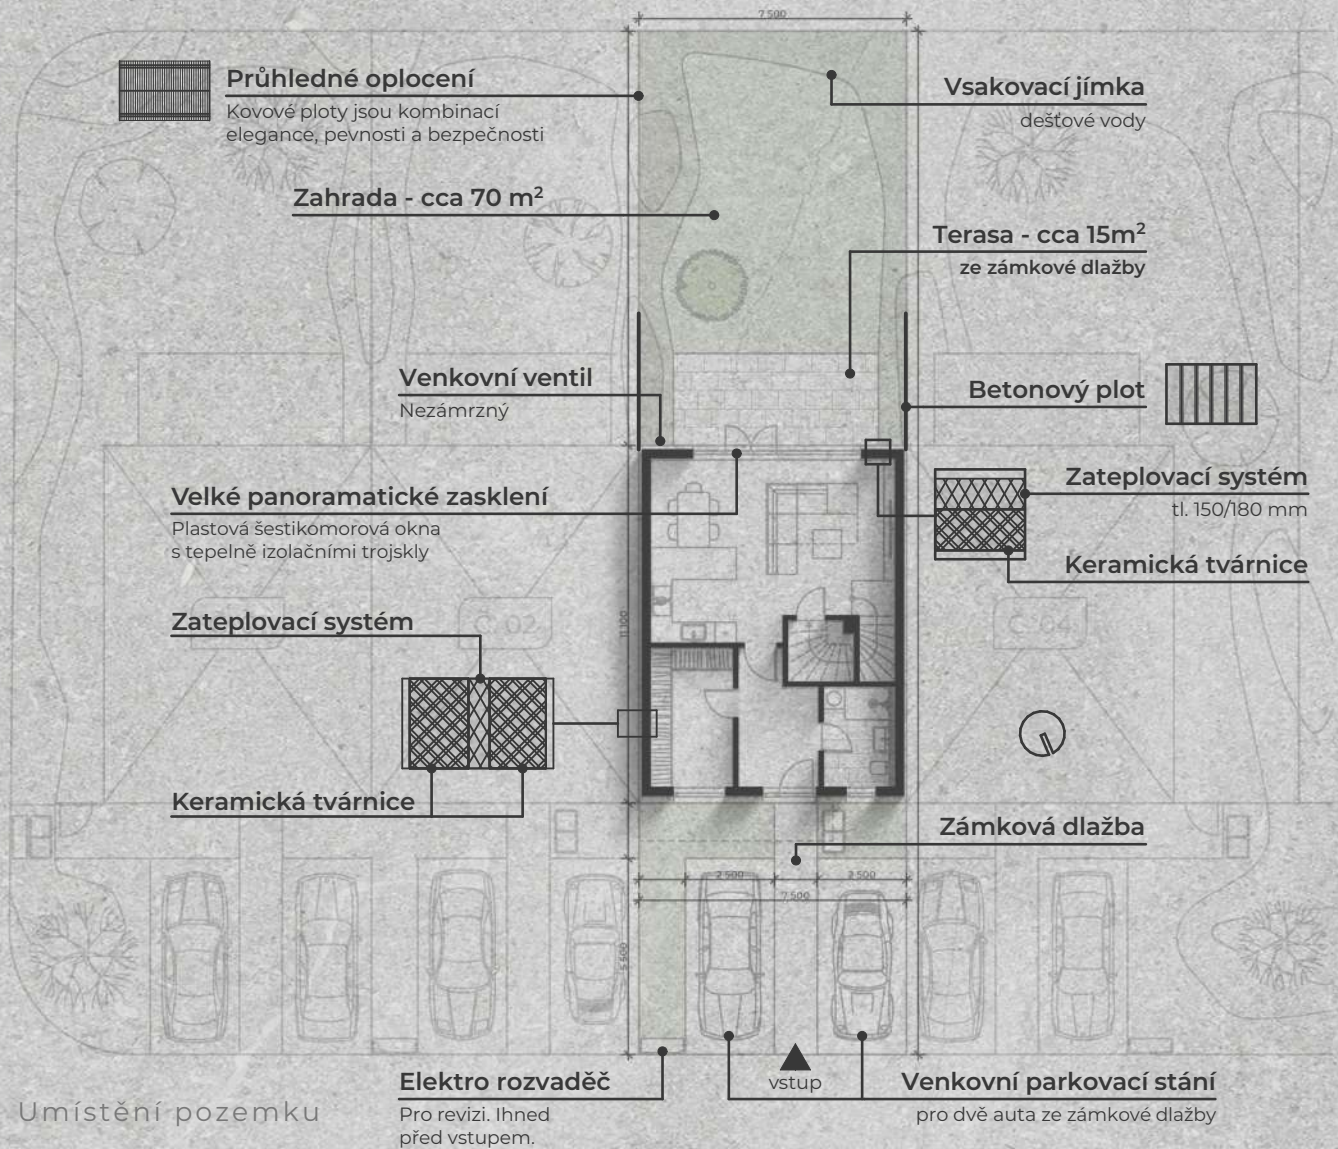 7 500
Průhledné oplocení
Kovové ploty jsou kombinací
elegance, pevnosti a bezpečnosti
Vsakovací jímka
dešťové vody
Zahrada - cca 70 m²
Terasa - cca 15m²
ze zámkové dlažby
Venkovní ventil
Nezámrzný
Betonový plot
Velké panoramatické zasklení
Plastová šestikomorová okna
s tepelně izolačními trojskly
Zateplovací systém
tl. 150/180 mm
Keramická tvárnice
Zateplovací systém
Č. 02
Č. 04
11 100
Keramická tvárnice
Zámková dlažba
2 500
2 500
7 500
5 500
Elektro rozvaděč
Pro revizi. Ihned
před vstupem.
vstup
Venkovní parkovací stání
pro dvě auta ze zámkové dlažby
Umístění pozemku